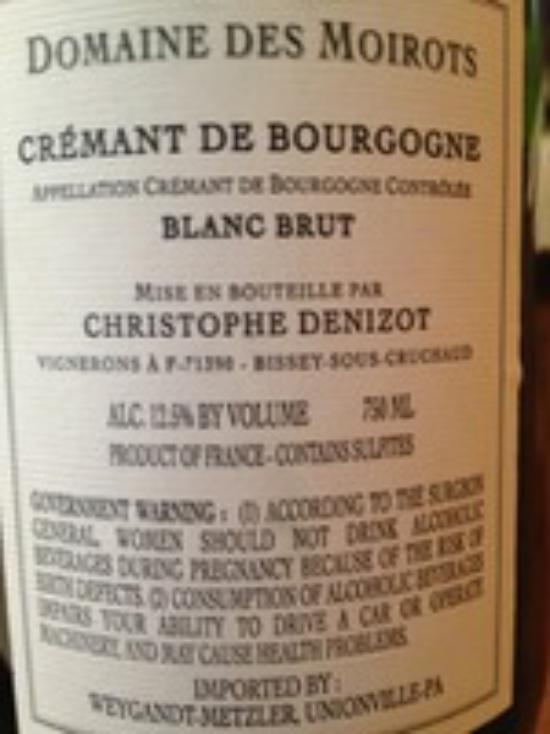 DOMAINE DES MOIROTS
CRÉMANT DE BOURGOGNE
APPELLATION CRÉMANT DE BOURGOGNE CONTRÔLÉE
BLANC BRUT
MISE EN BOUTEILLE PAR
CHRISTOPHE DENIZOT
VIGNERONS À F-71390 - BISSEY-SOUS-CRUCHAUD
ALC. 12.5% BY VOLUME 750 ML
PRODUCT OF FRANCE - CONTAINS SULFITES
GOVERNMENT WARNING : (1) ACCORDING TO THE SURGEON
GENERAL, WOMEN SHOULD NOT DRINK ALCOHOLIC
BEVERAGES DURING PREGNANCY BECAUSE OF THE RISK OF
BIRTH DEFECTS. (2) CONSUMPTION OF ALCOHOLIC BEVERAGES
IMPAIRS YOUR ABILITY TO DRIVE A CAR OR OPERATE
MACHINERY, AND MAY CAUSE HEALTH PROBLEMS.
IMPORTED BY :
WEYGANDT-METZLER, UNIONVILLE-PA